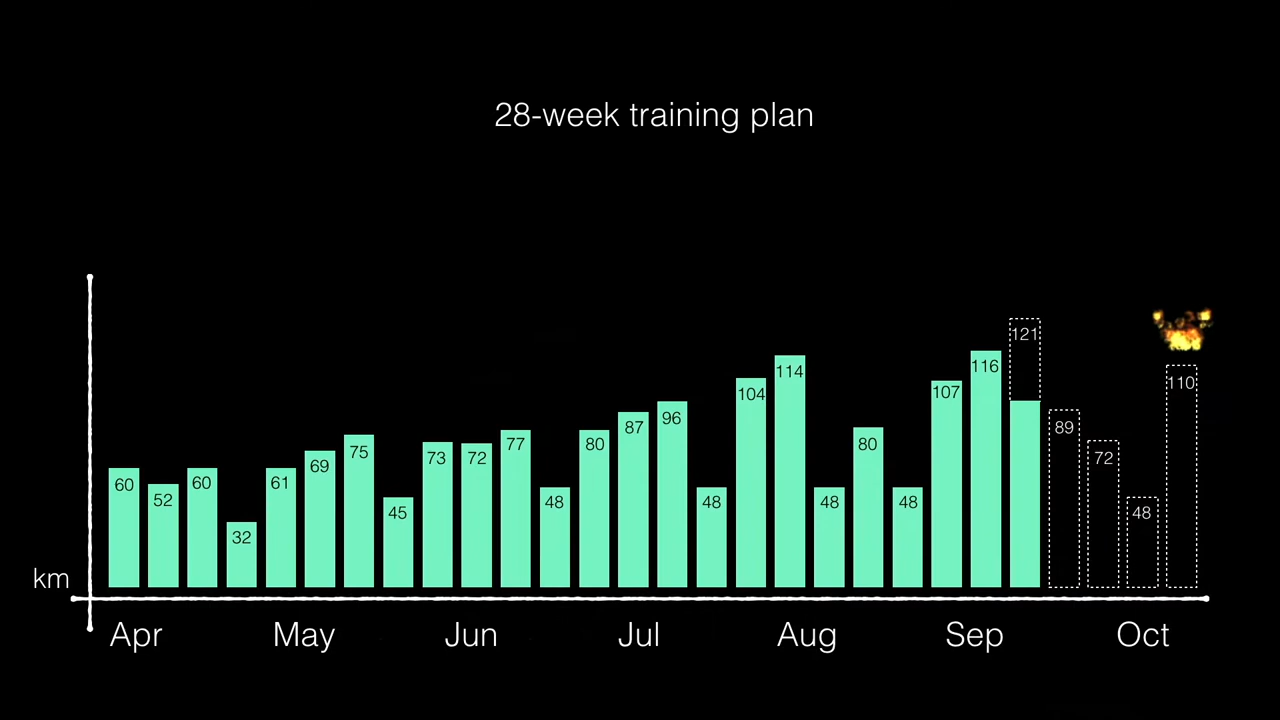 28-week training plan
60 52 60 32 61 69 75 45 73 72 77 48 80 87 96 48 104 114 48 80 48 107 116 121 89 72 48 110
km
Apr May Jun Jul Aug Sep Oct